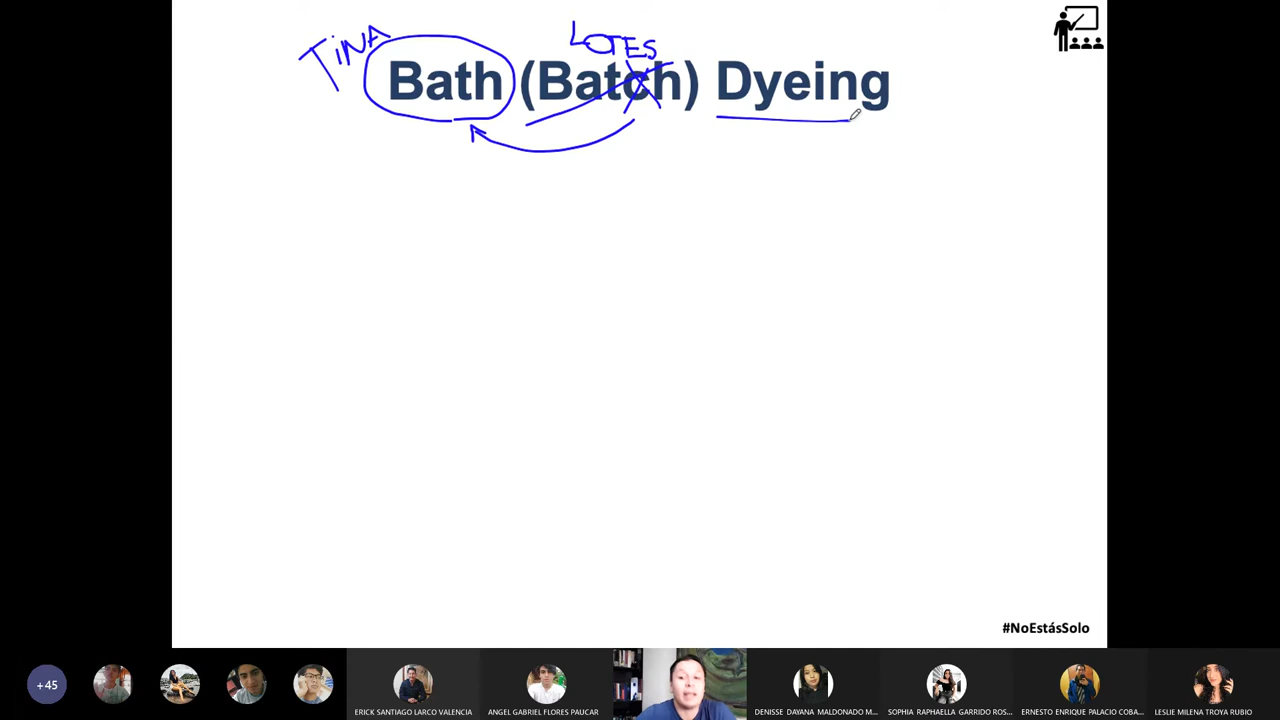 TiNA
LOTES
Bath (Batch) Dyeing
#NoEstásSolo
+45
ERICK SANTIAGO LARCO VALENCIA
ANGEL GABRIEL FLORES PAUCAR
DENISSE DAYANA MALDONADO M...
SOPHIA RAPHAELLA GARRIDO ROS...
ERNESTO ENRIQUE PALACIO COBA...
LESLIE MILENA TROYA RUBIO